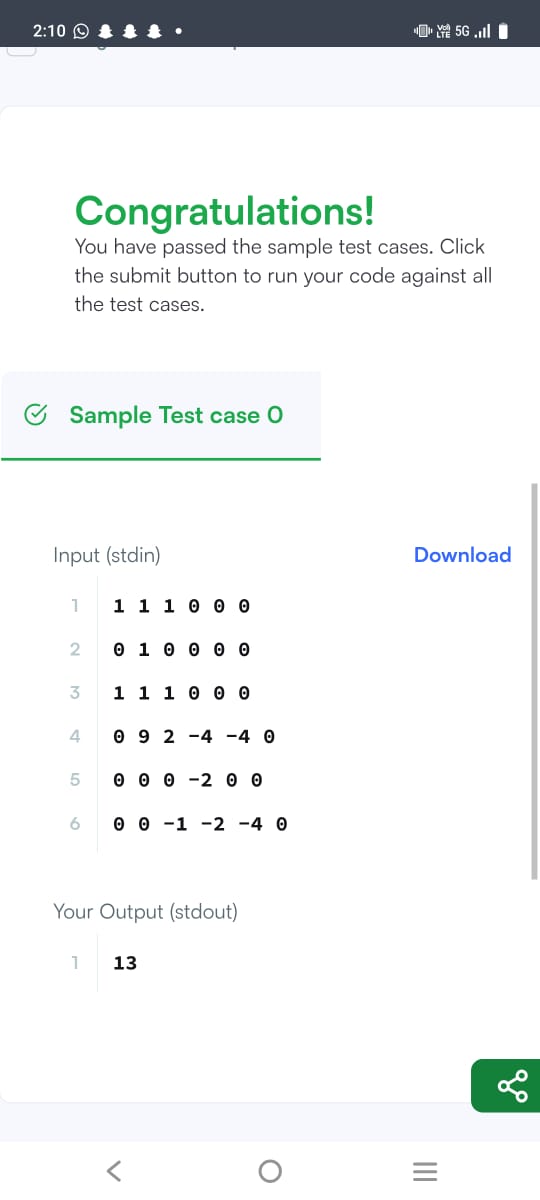 2:10
Vo) LTE 5G
Congratulations!
You have passed the sample test cases. Click
the submit button to run your code against all
the test cases.
Sample Test case 0
Input (stdin)
Download
1 1 1 1 0 0 0
2 0 1 0 0 0 0
3 1 1 1 0 0 0
4 0 9 2 -4 -4 0
5 0 0 0 -2 0 0
6 0 0 -1 -2 -4 0
Your Output (stdout)
1 13